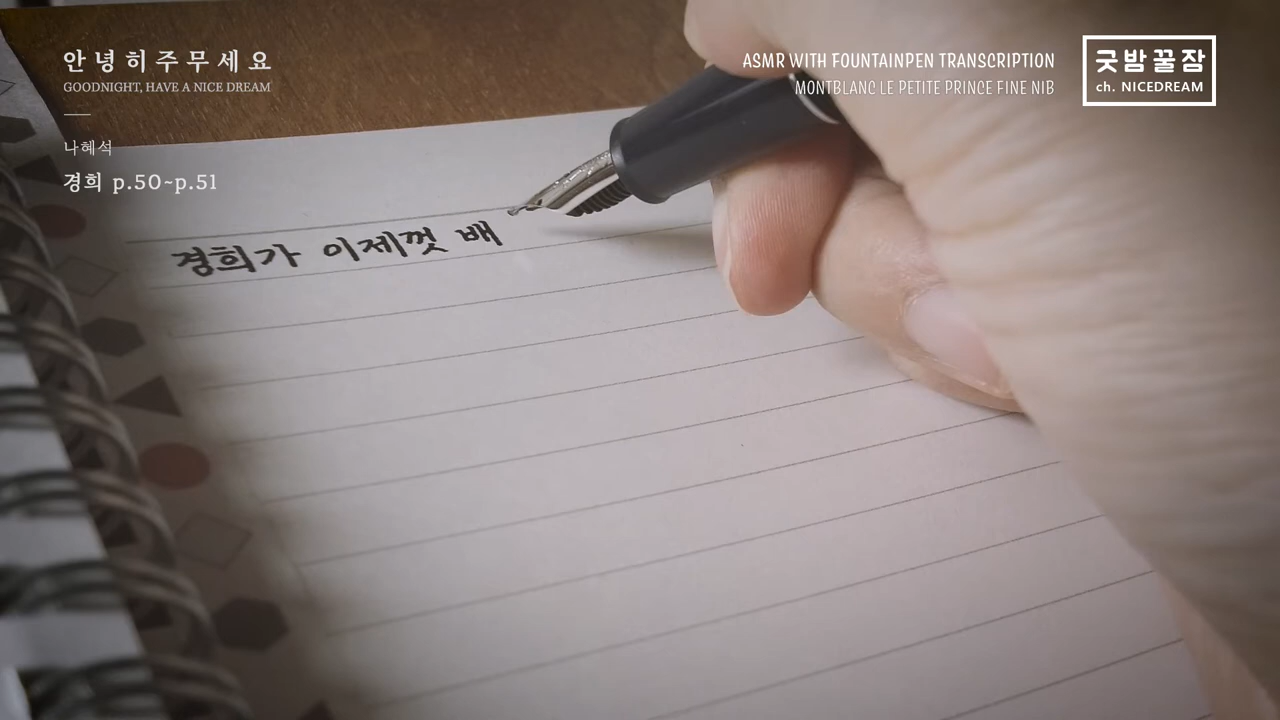 안녕히주무세요
GOODNIGHT, HAVE A NICE DREAM
나혜석
경희 p.50~p.51
ASMR WITH FOUNTAINPEN TRANSCRIPTION
MONTBLANC LE PETITE PRINCE FINE NIB
굿밤꿀잠
ch. NICEDREAM
경희가 이제껏 배